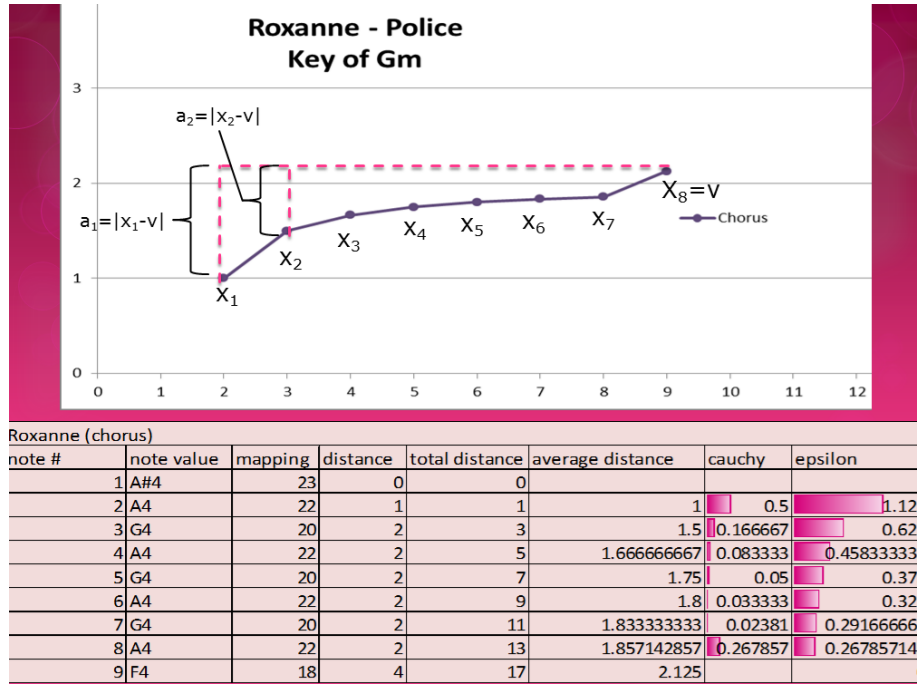 Roxanne - Police
Key of Gm
3
a₂=|x₂-v|
2
X₈=v
a₁=|x₁-v|
Chorus
X₃ X₄ X₅ X₆ X₇
X₂
1
X₁
0
0 1 2 3 4 5 6 7 8 9 10 11 12
Roxanne (chorus)
note # note value mapping distance total distance average distance cauchy epsilon
1 A#4 23 0 0
2 A4 22 1 1 1 0.5 1.12
3 G4 20 2 3 1.5 0.166667 0.62
4 A4 22 2 5 1.666666667 0.083333 0.45833333
5 G4 20 2 7 1.75 0.05 0.37
6 A4 22 2 9 1.8 0.033333 0.32
7 G4 20 2 11 1.833333333 0.02381 0.29166666
8 A4 22 2 13 1.857142857 0.267857 0.26785714
9 F4 18 4 17 2.125